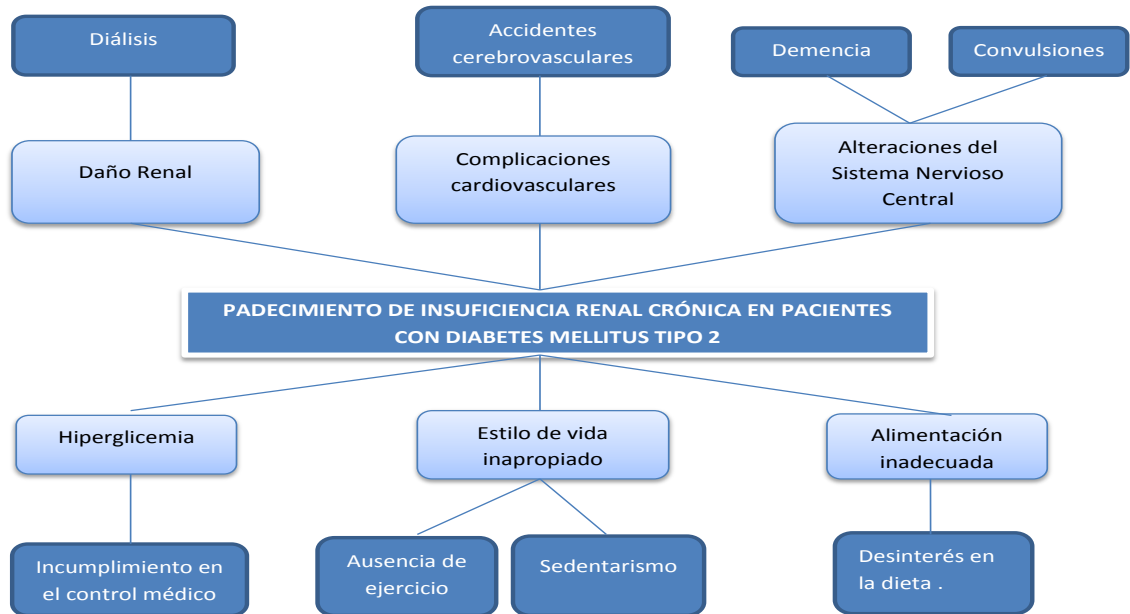 Diálisis
Accidentes
cerebrovasculares
Demencia
Convulsiones
Daño Renal
Complicaciones
cardiovasculares
Alteraciones del
Sistema Nervioso
Central
PADECIMIENTO DE INSUFICIENCIA RENAL CRÓNICA EN PACIENTES
CON DIABETES MELLITUS TIPO 2
Hiperglicemia
Estilo de vida
inapropiado
Alimentación
inadecuada
Incumplimiento en
el control médico
Ausencia de
ejercicio
Sedentarismo
Desinterés en
la dieta .